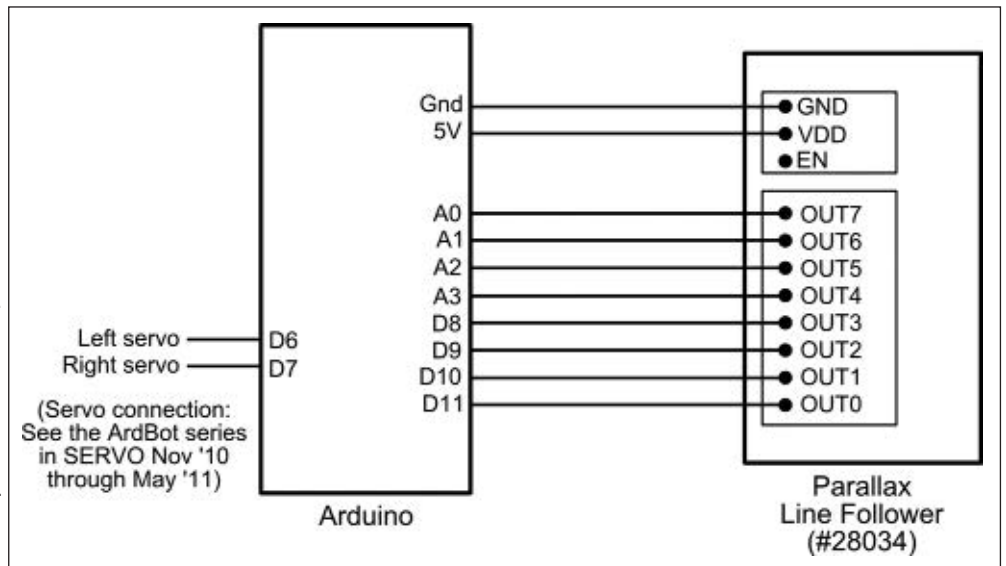 Gnd
5V
A0
A1
A2
A3
D8
D9
D10
D11
GND
VDD
EN
OUT7
OUT6
OUT5
OUT4
OUT3
OUT2
OUT1
OUT0
Left servo
Right servo
D6
D7
(Servo connection:
See the ArdBot series
in SERVO Nov '10
through May '11)
Arduino
Parallax
Line Follower
(#28034)